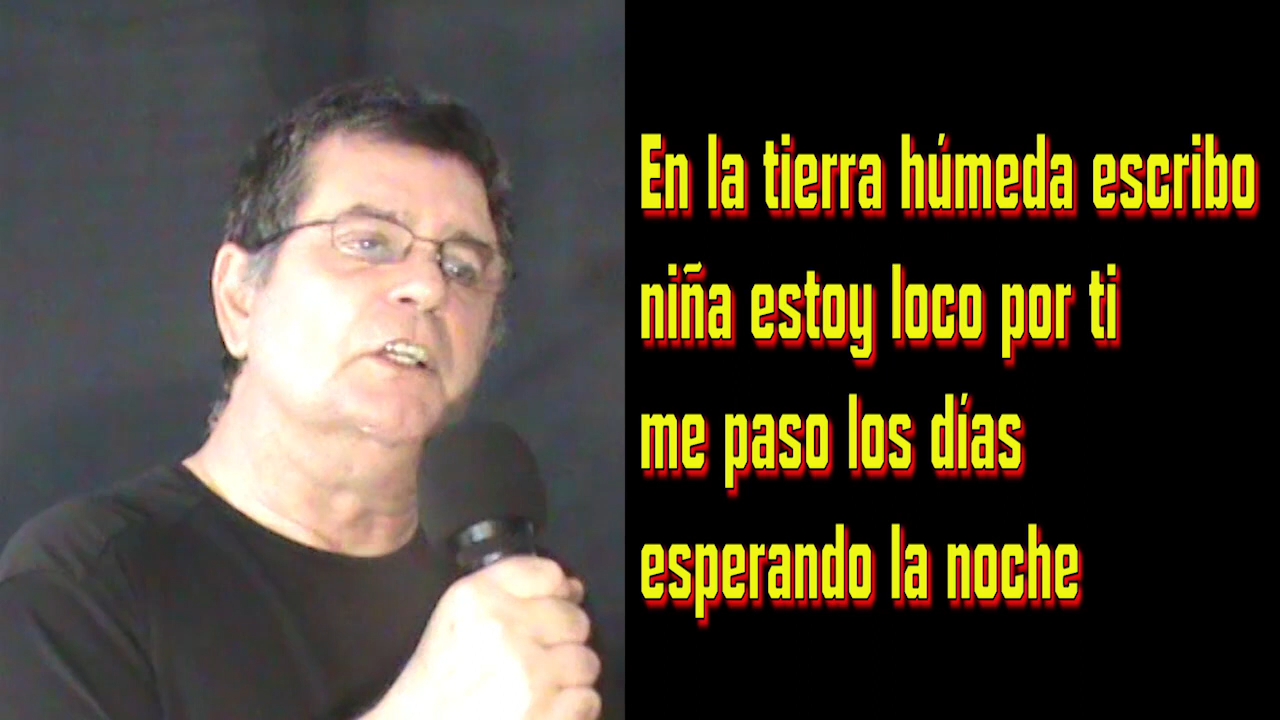 En la tierra húmeda escribo
niña estoy loco por ti
me paso los días
esperando la noche